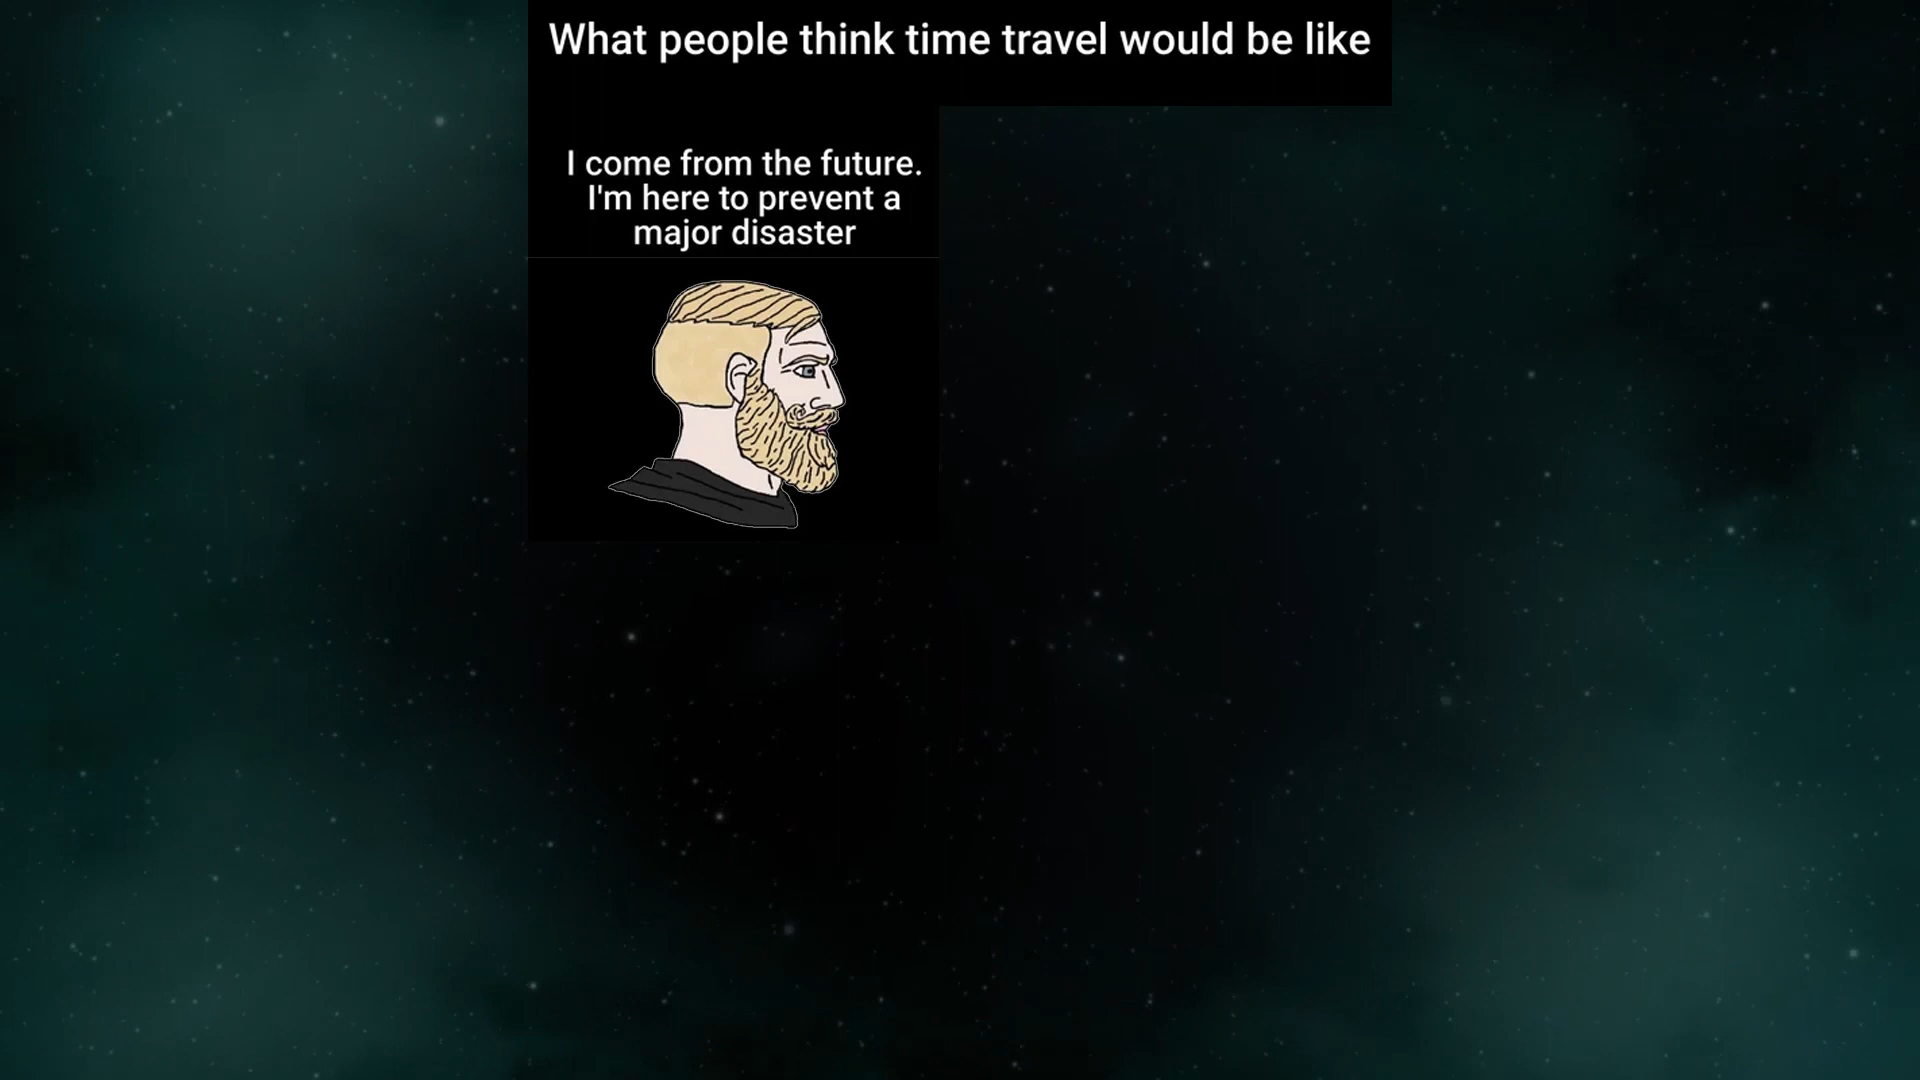 What people think time travel would be like
I come from the future.
I'm here to prevent a
major disaster